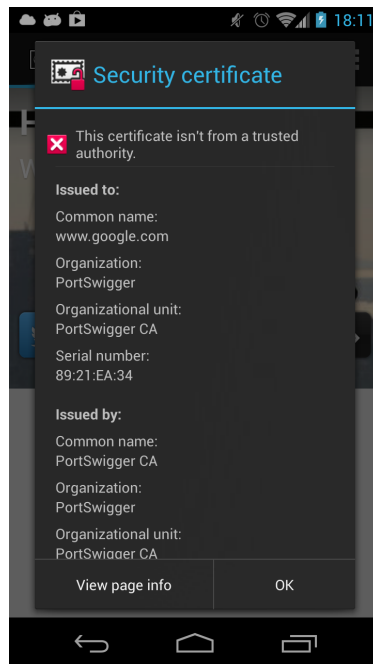 18:11
Security certificate
This certificate isn't from a trusted
authority.
Issued to:
Common name:
www.google.com
Organization:
PortSwigger
Organizational unit:
PortSwigger CA
Serial number:
89:21:EA:34
Issued by:
Common name:
PortSwigger CA
Organization:
PortSwigger
Organizational unit:
PortSwigger CA
View page info
OK